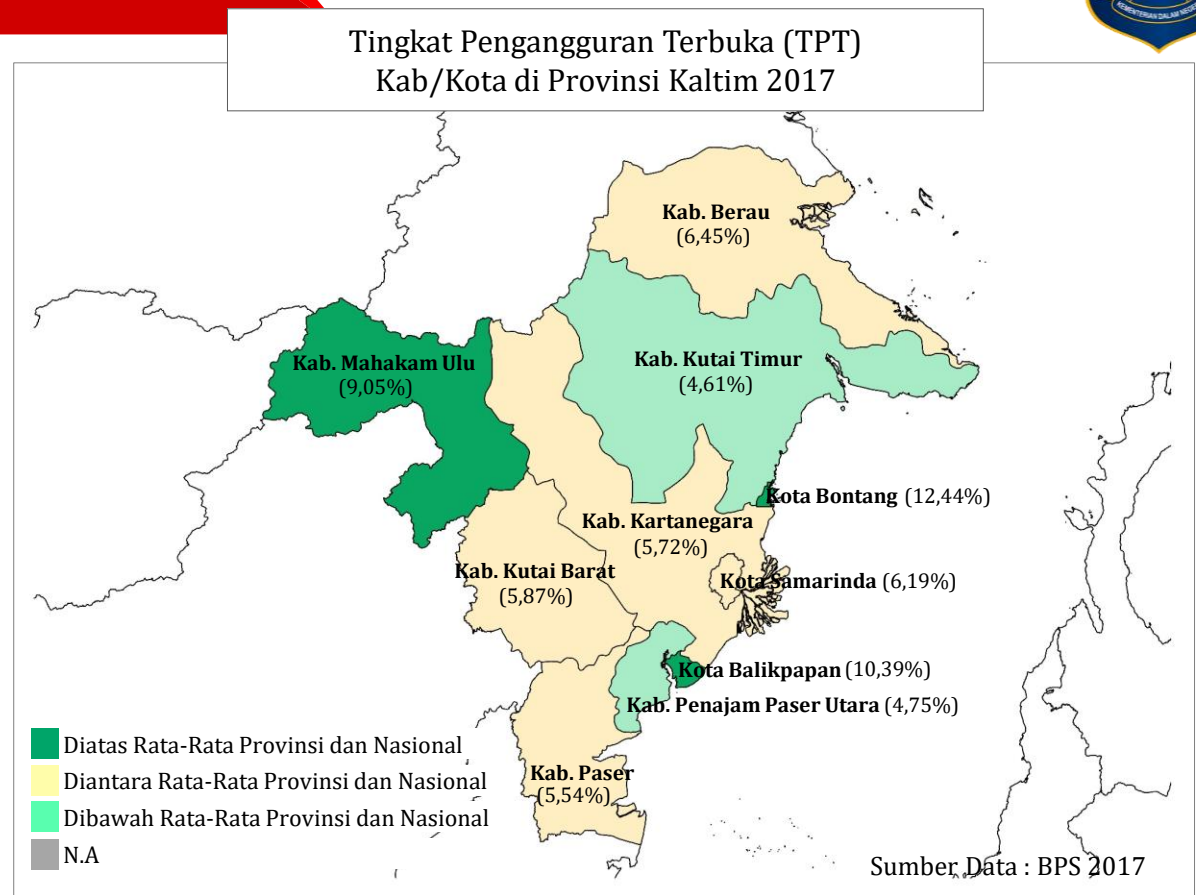 KEMENTERIAN DALAM NEGERI
Tingkat Pengangguran Terbuka (TPT)
Kab/Kota di Provinsi Kaltim 2017
Kab. Berau
(6,45%)
Kab. Mahakam Ulu
(9,05%)
Kab. Kutai Timur
(4,61%)
Kota Bontang (12,44%)
Kab. Kartanegara
(5,72%)
Kab. Kutai Barat
(5,87%)
Kota Samarinda (6,19%)
Kota Balikpapan (10,39%)
Kab. Penajam Paser Utara (4,75%)
Kab. Paser
(5,54%)
Diatas Rata-Rata Provinsi dan Nasional
Diantara Rata-Rata Provinsi dan Nasional
Dibawah Rata-Rata Provinsi dan Nasional
N.A
Sumber Data : BPS 2017